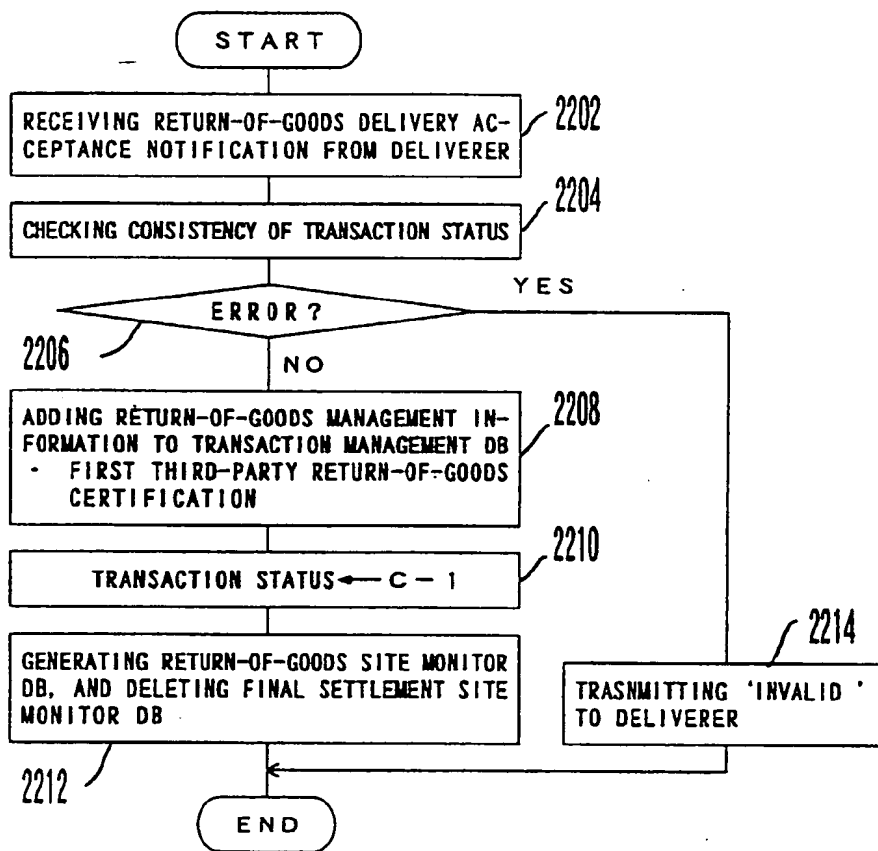 START
RECEIVING RETURN-OF-GOODS DELIVERY AC-
CEPTANCE NOTIFICATION FROM DELIVERER
2202
CHECKING CONSISTENCY OF TRANSACTION STATUS
2204
ERROR?
YES
2206
NO
ADDING RETURN-OF-GOODS MANAGEMENT IN-
FORMATION TO TRANSACTION MANAGEMENT DB
· FIRST THIRD-PARTY RETURN-OF-GOODS
CERTIFICATION
2208
TRANSACTION STATUS ← C - 1
2210
GENERATING RETURN-OF-GOODS SITE MONITOR
DB, AND DELETING FINAL SETTLEMENT SITE
MONITOR DB
2212
TRASNMITTING 'INVALID'
TO DELIVERER
2214
END